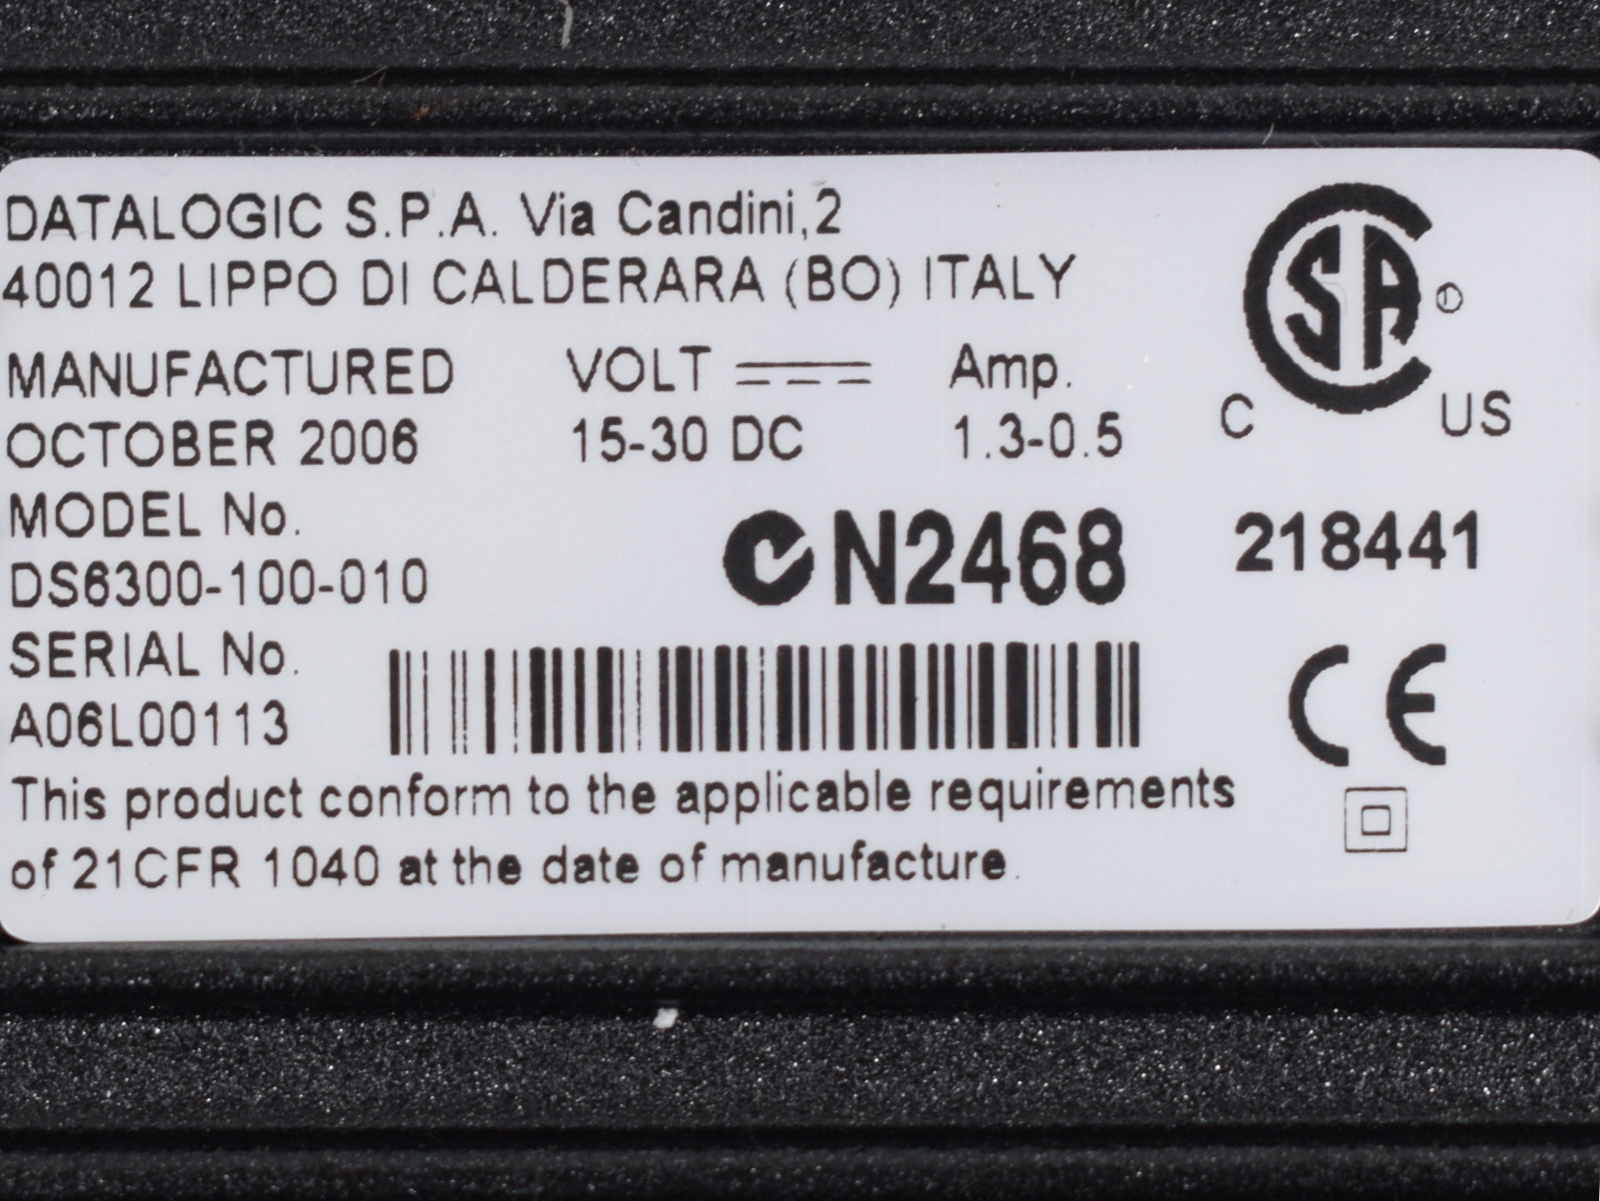 DATALOGIC S.P.A. Via Candini,2
40012 LIPPO DI CALDERARA (BO) ITALY
MANUFACTURED VOLT Amp.
OCTOBER 2006 15-30 DC 1.3-0.5
CSA
C US
MODEL No.
DS6300-100-010
N2468
218441
SERIAL No.
A06L00113
CE
This product conform to the applicable requirements
of 21CFR 1040 at the date of manufacture.